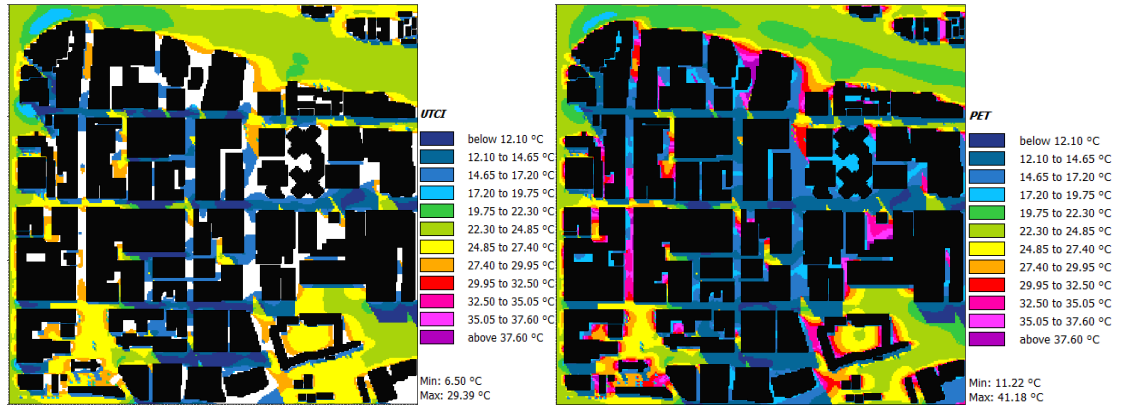 UTCI
below 12.10 °C
12.10 to 14.65 °C
14.65 to 17.20 °C
17.20 to 19.75 °C
19.75 to 22.30 °C
22.30 to 24.85 °C
24.85 to 27.40 °C
27.40 to 29.95 °C
29.95 to 32.50 °C
32.50 to 35.05 °C
35.05 to 37.60 °C
above 37.60 °C
Min: 6.50 °C
Max: 29.39 °C
PET
below 12.10 °C
12.10 to 14.65 °C
14.65 to 17.20 °C
17.20 to 19.75 °C
19.75 to 22.30 °C
22.30 to 24.85 °C
24.85 to 27.40 °C
27.40 to 29.95 °C
29.95 to 32.50 °C
32.50 to 35.05 °C
35.05 to 37.60 °C
above 37.60 °C
Min: 11.22 °C
Max: 41.18 °C